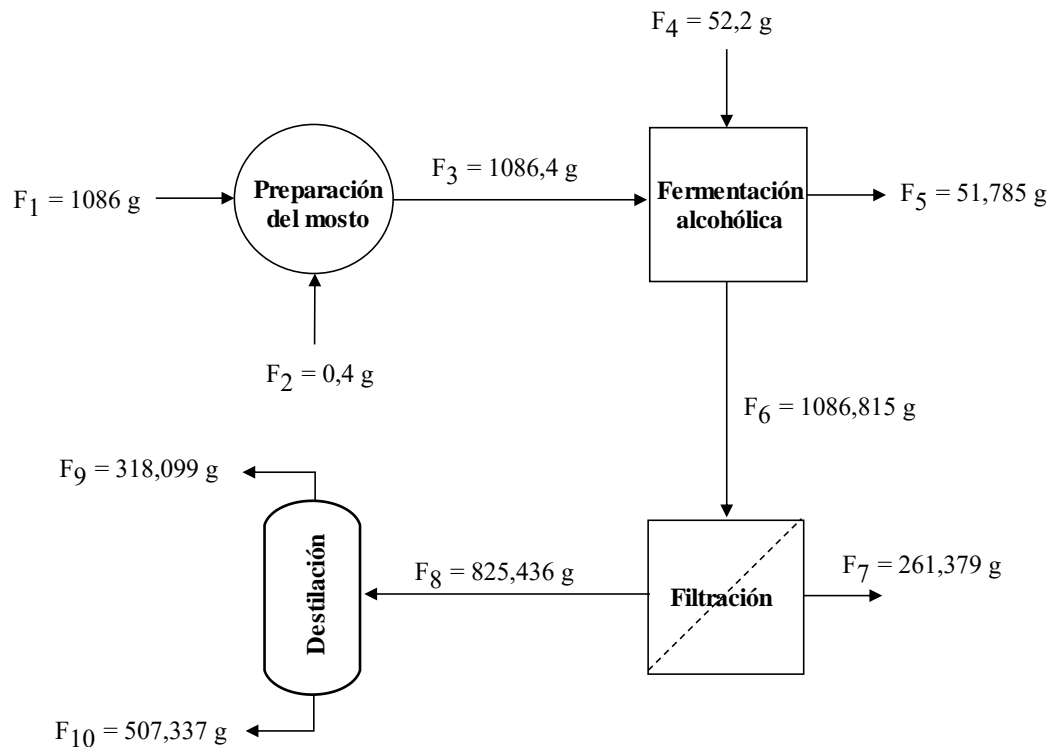 F4 = 52,2 g
F3 = 1086,4 g
F1 = 1086 g
Preparación
del mosto
Fermentación
alcohólica
F5 = 51,785 g
F2 = 0,4 g
F6 = 1086,815 g
F9 = 318,099 g
Destilación
F8 = 825,436 g
Filtración
F7 = 261,379 g
F10 = 507,337 g